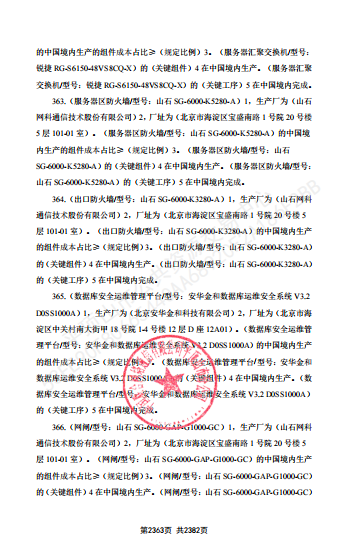 的中国境内生产的组件成本占比≥（规定比例）3。（服务器汇聚交换机/型号：
锐捷 RG-S6150-48VS8CQ-X）的（关键组件）4 在中国境内生产。（服务器汇聚
交换机/型号：锐捷 RG-S6150-48VS8CQ-X）的（关键工序）5 在中国境内完成。
363.（服务器区防火墙/型号：山石 SG-6000-K5280-A）1，生产厂为（山石
网科通信技术股份有限公司）2，厂址为（北京市海淀区宝盛南路 1 号院 20 号楼
5 层 101-01 室）。（服务器区防火墙/型号：山石 SG-6000-K5280-A）的中国境
内生产的组件成本占比≥（规定比例）3。（服务器区防火墙/型号：山石
SG-6000-K5280-A）的（关键组件）4 在中国境内生产。（服务器区防火墙/型号：
山石 SG-6000-K5280-A）的（关键工序）5 在中国境内完成。
364.（出口防火墙/型号：山石 SG-6000-K3280-A）1，生产厂为（山石网科
通信技术股份有限公司）2，厂址为（北京市海淀区宝盛南路 1 号院 20 号楼 5
层 101-01 室）。（出口防火墙/型号：山石 SG-6000-K3280-A）的中国境内生产
的组件成本占比≥（规定比例）3。（出口防火墙/型号：山石 SG-6000-K3280-A）
的（关键组件）4 在中国境内生产。（出口防火墙/型号：山石 SG-6000-K3280-A）
的（关键工序）5 在中国境内完成。
365.（数据库安全运维管理平台/型号：安华金和数据库运维安全系统 V3.2
D0SS1000A）1，生产厂为（北京安华金和科技有限公司）2，厂址为（北京市海
淀区中关村南大街甲 18 号院 1-4 号楼 12 层 D 座 12A01）。（数据库安全运维管
理平台/型号：安华金和数据库运维安全系统 V3.2 D0SS1000A）的中国境内生产
的组件成本占比≥（规定比例）3。（数据库安全运维管理平台/型号：安华金
和数据库运维安全系统 V3.2 D0SS1000A）的（关键组件）4 在中国境内生产。（数
据库安全运维管理平台/型号：安华金和数据库运维安全系统 V3.2 D0SS1000A）
的（关键工序）5 在中国境内完成。
366.（网闸/型号：山石 SG-6000-GAP-G1000-GC）1，生产厂为（山石网科
通信技术股份有限公司）2，厂址为（北京市海淀区宝盛南路 1 号院 20 号楼 5
层 101-01 室）。（网闸/型号：山石 SG-6000-GAP-G1000-GC）的中国境内生产
的组件成本占比≥（规定比例）3。（网闸/型号：山石 SG-6000-GAP-G1000-GC）
的（关键组件）4 在中国境内生产。（网闸/型号：山石 SG-6000-GAP-G1000-GC）
第2363页 共2382页